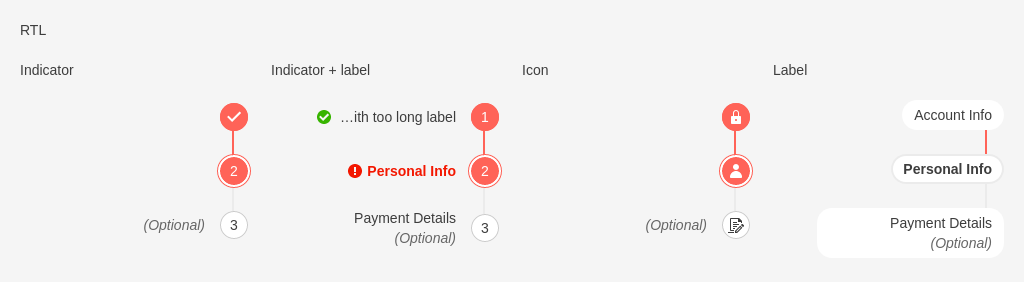 RTL
Indicator
Indicator + label
Icon
Label
2
(Optional)
3
…ith too long label
1
Personal Info
2
Payment Details
(Optional)
3
(Optional)
Account Info
Personal Info
Payment Details
(Optional)